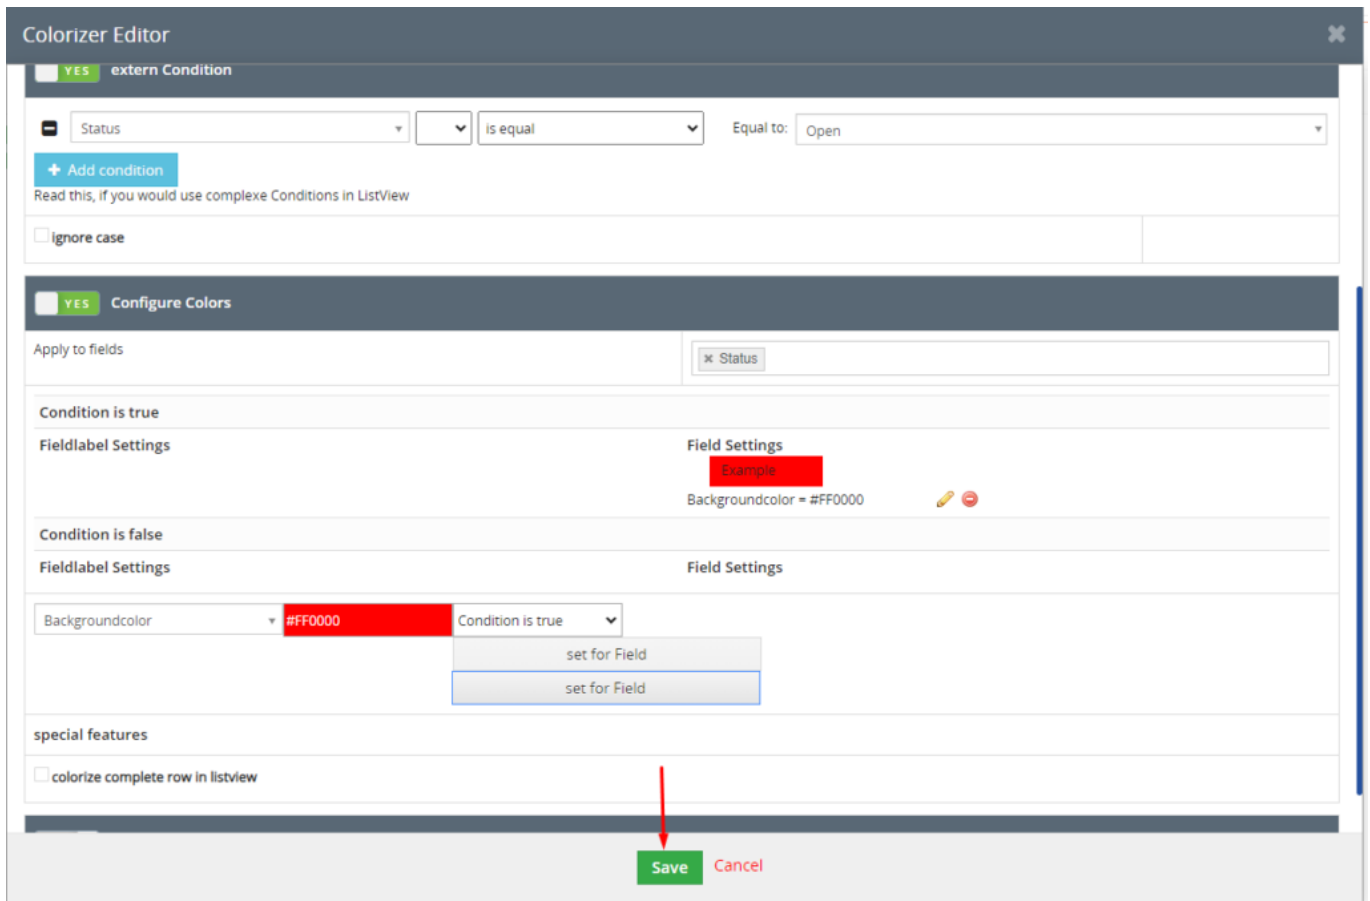 Colorizer Editor
YES extern Condition
Status is equal Equal to: Open
Add condition
Read this, if you would use complexe Conditions in ListView
ignore case
YES Configure Colors
Apply to fields
Status
Condition is true
Fieldlabel Settings Field Settings
Example
Backgroundcolor = #FF0000
Condition is false
Fieldlabel Settings Field Settings
Backgroundcolor #FF0000 Condition is true
set for Field
set for Field
special features
colorize complete row in listview
Save Cancel